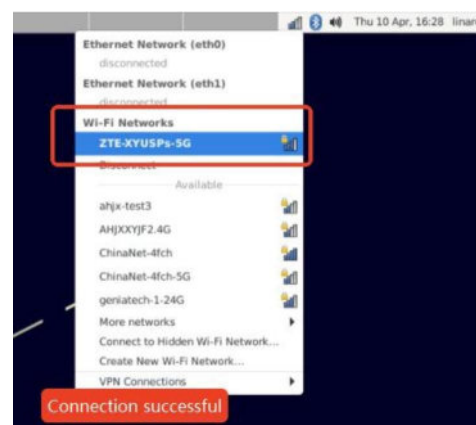 Thu 10 Apr, 16:28 linar
Ethernet Network (eth0)
disconnected
Ethernet Network (eth1)
disconnected
Wi-Fi Networks
ZTE-XYUSPs-5G
Disconnect
Available
ahjx-test3
AHJXXYJF2.4G
ChinaNet-4fch
ChinaNet-4fch-5G
geniatech-1-24G
More networks
Connect to Hidden Wi-Fi Network...
Create New Wi-Fi Network...
VPN Connections
Connection successful